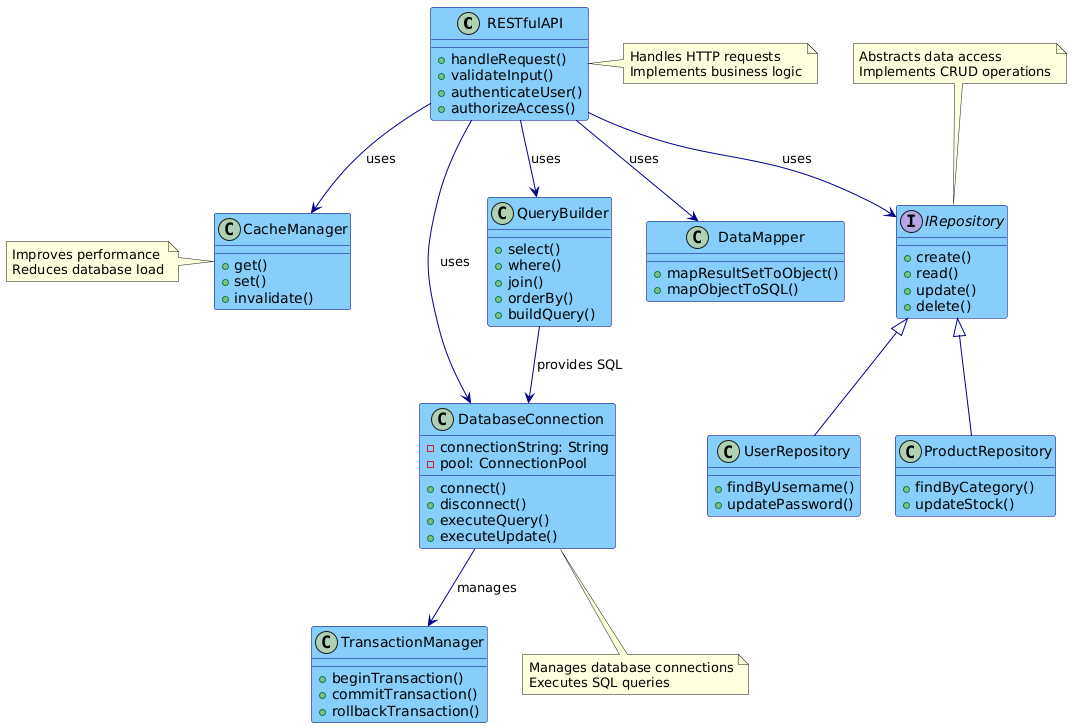 C RESTfulAPI
handleRequest()
validateInput()
authenticateUser()
authorizeAccess()
Handles HTTP requests
Implements business logic
Abstracts data access
Implements CRUD operations
uses
uses
uses
uses
uses
C CacheManager
get()
set()
invalidate()
Improves performance
Reduces database load
C QueryBuilder
select()
where()
join()
orderBy()
buildQuery()
C DataMapper
mapResultSetToObject()
mapObjectToSQL()
I IRepository
create()
read()
update()
delete()
provides SQL
C DatabaseConnection
connectionString: String
pool: ConnectionPool
connect()
disconnect()
executeQuery()
executeUpdate()
C UserRepository
findByUsername()
updatePassword()
C ProductRepository
findByCategory()
updateStock()
manages
C TransactionManager
beginTransaction()
commitTransaction()
rollbackTransaction()
Manages database connections
Executes SQL queries